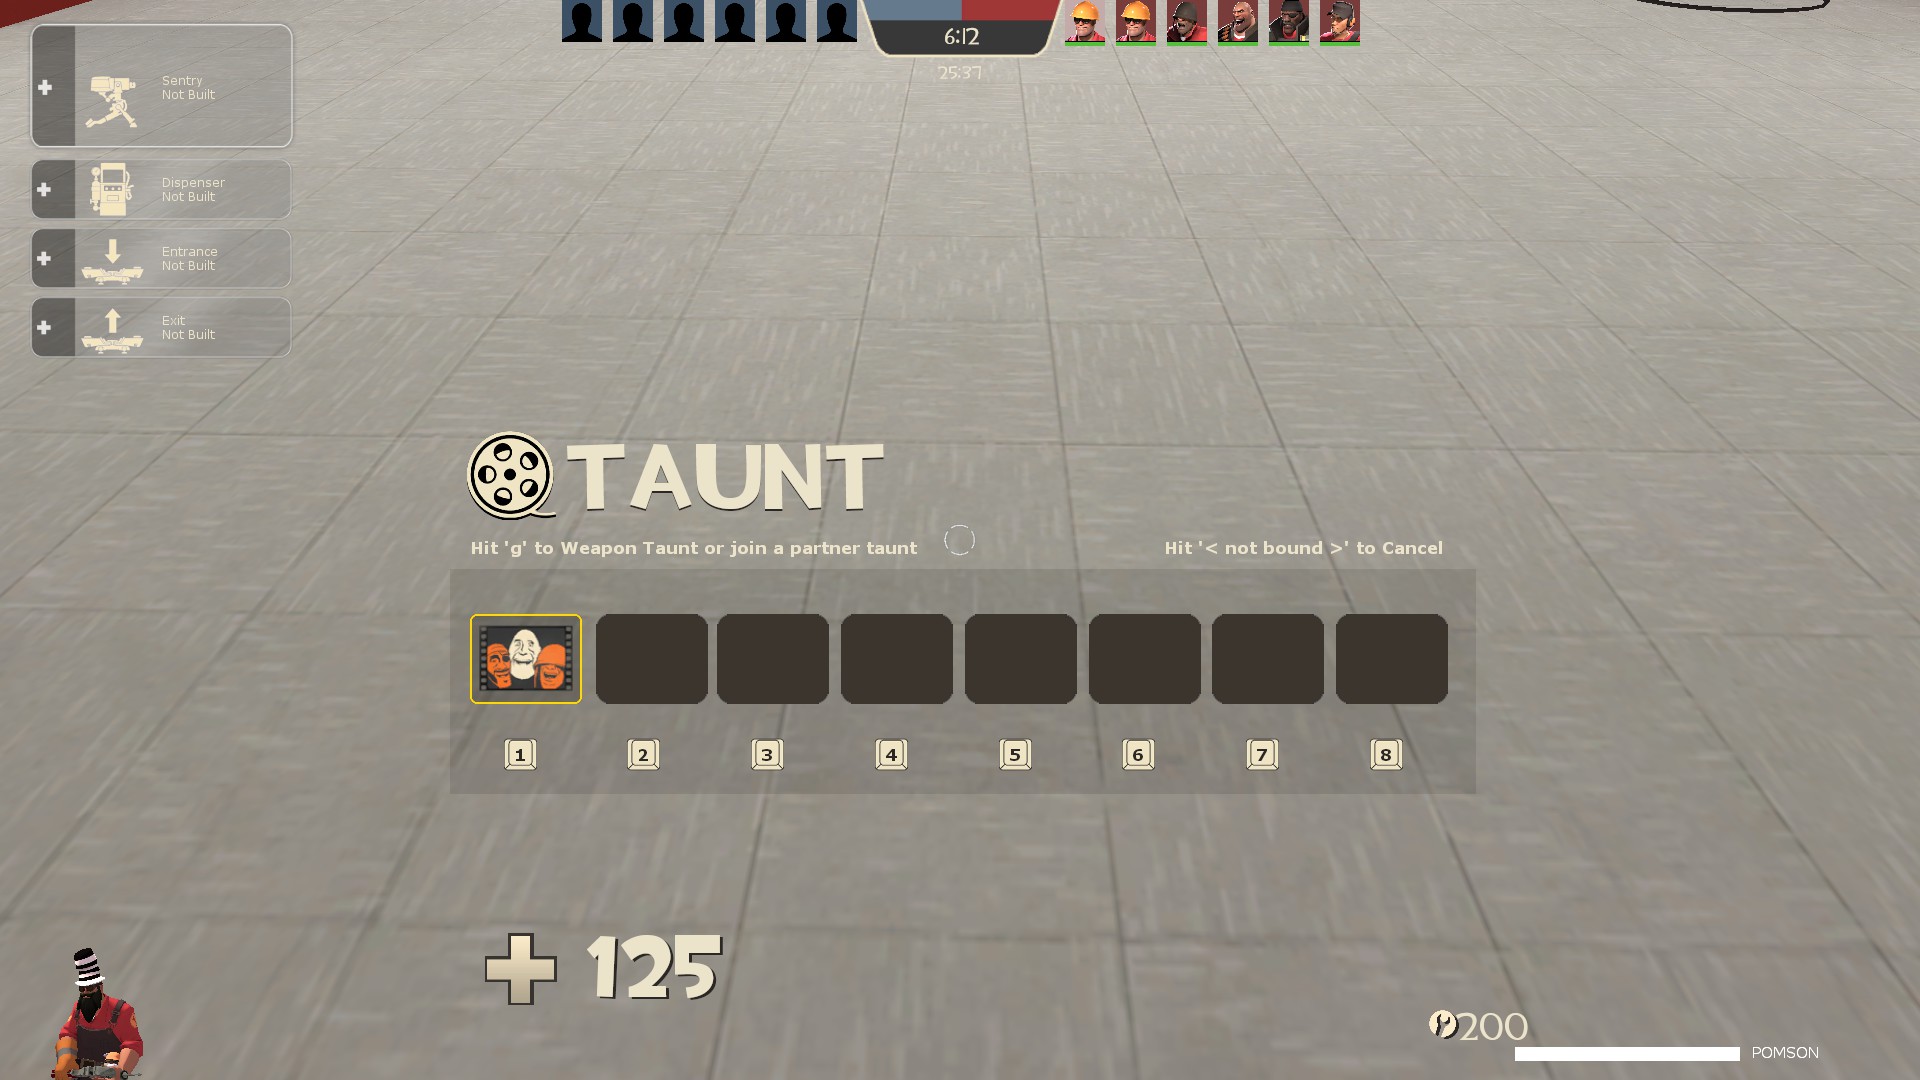 6:12
25:37
Sentry
Not Built
Dispenser
Not Built
Entrance
Not Built
Exit
Not Built
TAUNT
Hit 'g' to Weapon Taunt or join a partner taunt
Hit '< not bound >' to Cancel
1 2 3 4 5 6 7 8
125
200
POMSON